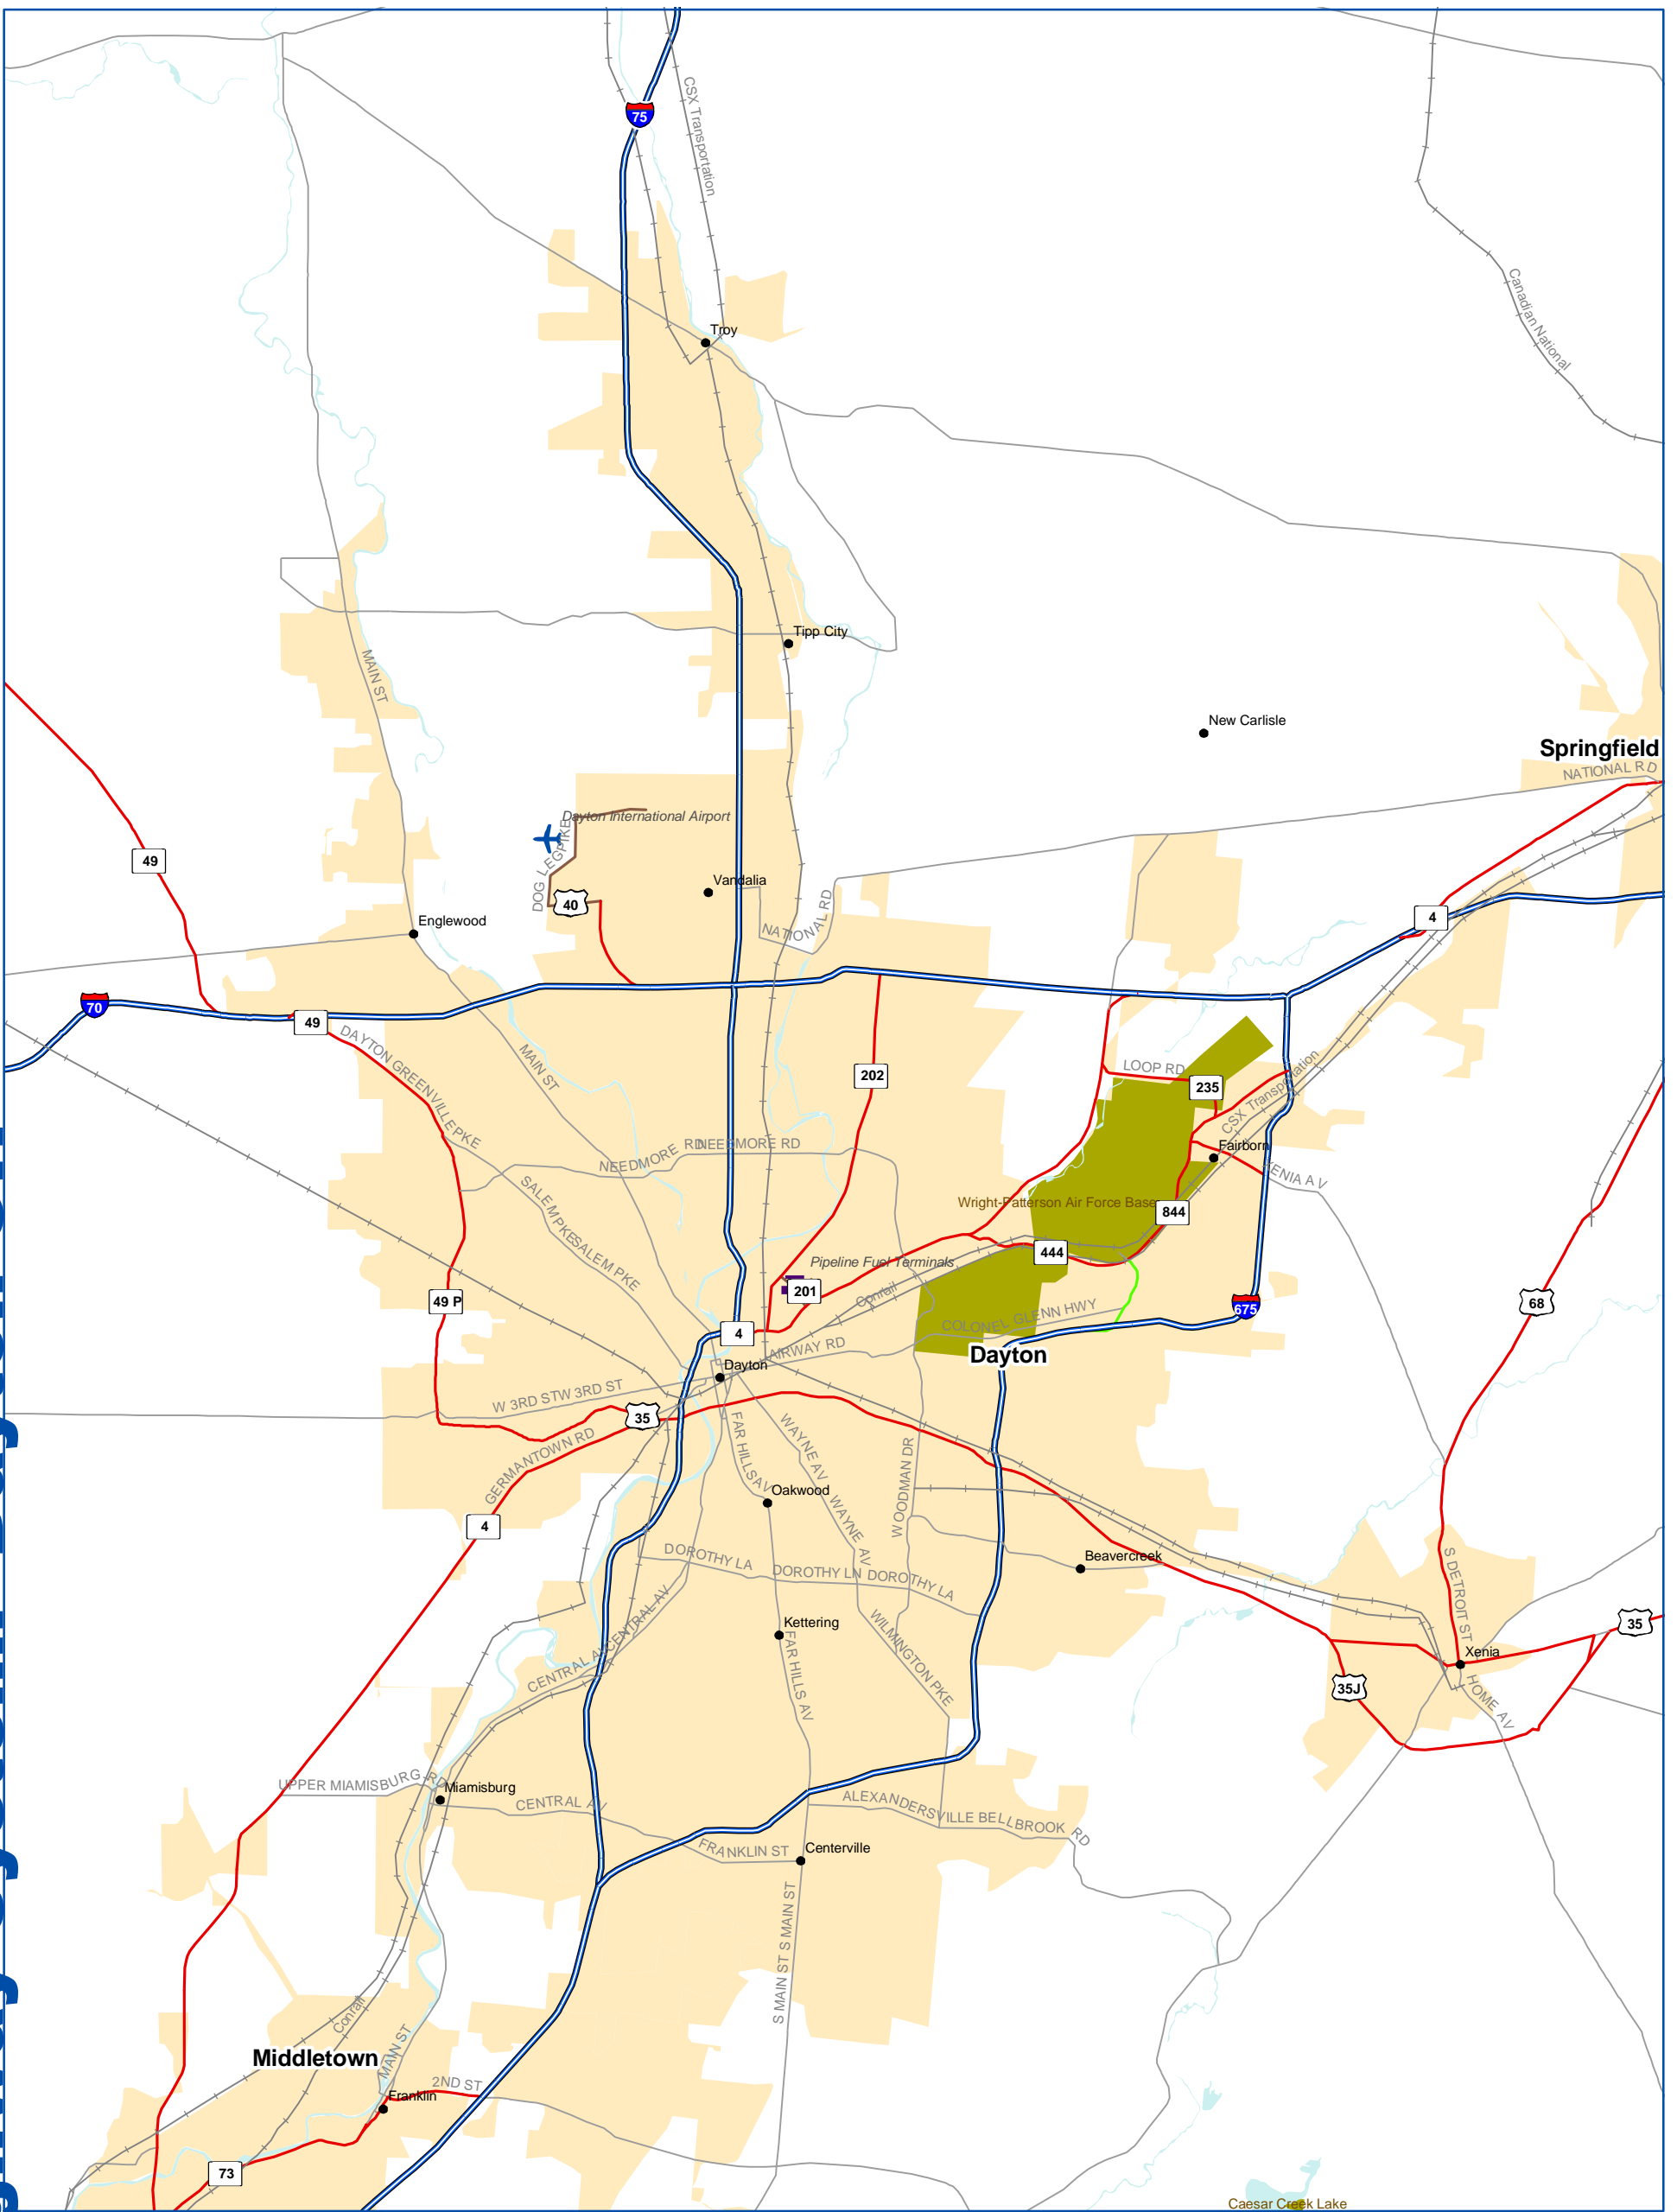 75
CSX Transportation
Canadian National
Troy
Tipp City
MAIN ST
New Carlisle
Springfield
NATIONAL RD
Dayton International Airport
DOG LEGPIKE
49
40
Vandalia
Englewood
NATIONAL RD
4
70
49
DAYTON GREENVILLE PKE
MAIN ST
202
LOOP RD
235
CSX Transportation
NEEDMORE RD
NEEDMORE RD
Fairborn
XENIA AV
SALEM PKE
SALEM PKE
Wright-Patterson Air Force Base
844
444
Pipeline Fuel Terminals
201
Conrail
49 P
675
68
COLONEL GLENN HWY
4
AIRWAY RD
Dayton
Dayton
W 3RD ST
W 3RD ST
35
GERMANTOWN RD
FAR HILLS AV
WAYNE AV
WOODMAN DR
Oakwood
WAYNE AV
4
DOROTHY LA
DOROTHY LN
DOROTHY LA
Beavercreek
S DETROIT ST
CENTRAL AV
CENTRAL AV
Kettering
WILMINGTON PKE
35
FAR HILLS AV
Xenia
35J
HOME AV
UPPER MIAMISBURG RD
Miamisburg
CENTRAL AV
ALEXANDERSVILLE BELLBROOK RD
FRANKLIN ST
Centerville
S MAIN ST
S MAIN ST
Conrail
MAIN ST
Middletown
2ND ST
Franklin
73
Caesar Creek Lake